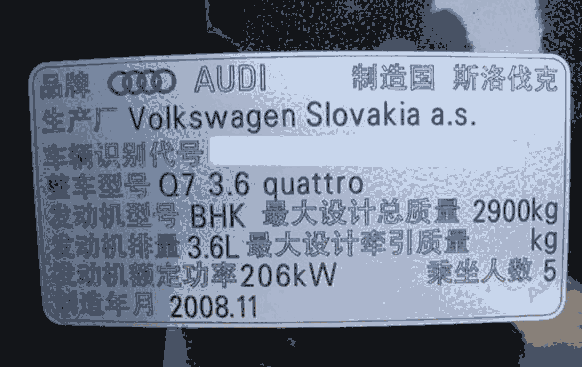 品牌 AUDI 制造国 斯洛伐克
生产厂 Volkswagen Slovakia a.s.
车辆识别代号
整车型号 Q7 3.6 quattro
发动机型号 BHK 最大设计总质量 2900kg
发动机排量 3.6L 最大设计牵引质量 kg
发动机额定功率 206kW 乘坐人数 5
制造年月 2008.11